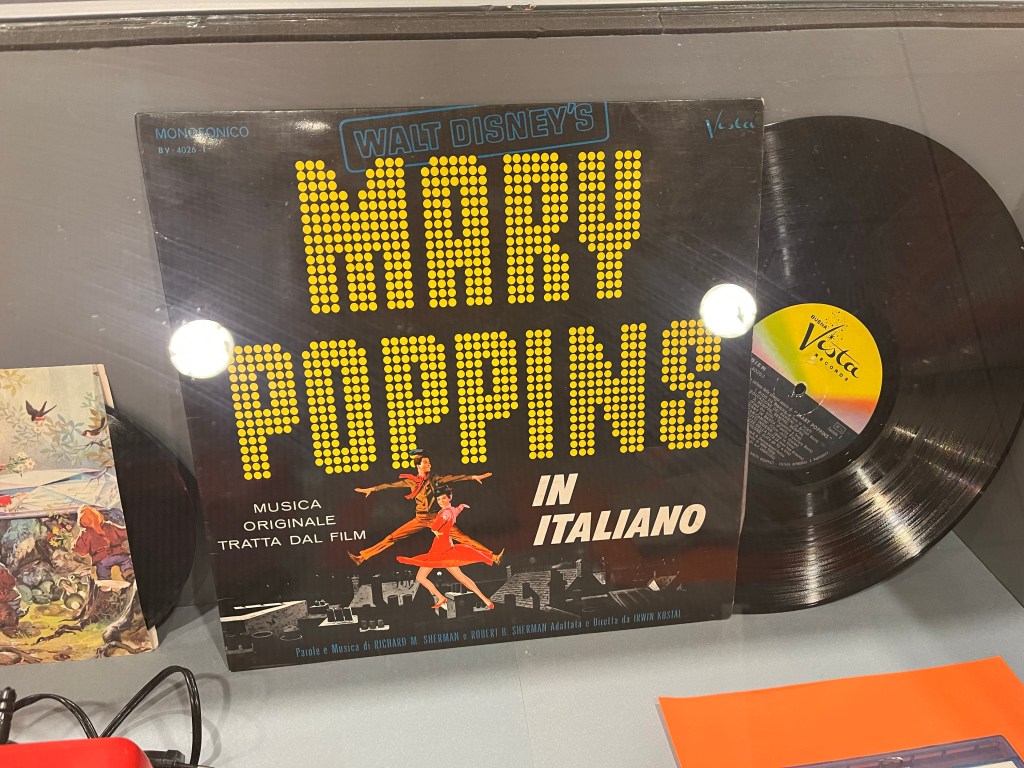 MONOFONICO
BV-4026-
WALT DISNEY'S
Vista
MARY
POPPINS
IN
ITALIANO
MUSICA
ORIGINALE
TRATTA DAL FILM
Parole e Musica di RICHARD M. SHERMAN e ROBERT B. SHERMAN Adattata e Diretta da IRWIN KOSTAL
BUENA
Vista
RECORDS